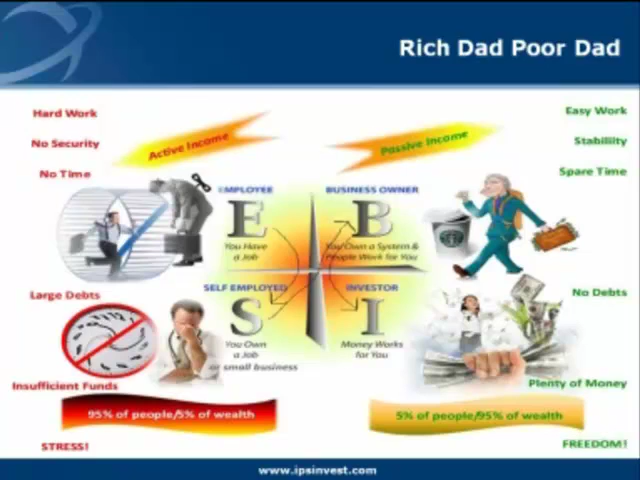 Rich Dad Poor Dad
Hard Work
No Security
No Time
Active Income
Passive Income
Easy Work
Stability
Spare Time
EMPLOYEE
E
You Have
a Job
BUSINESS OWNER
B
You Own a System &
People Work for You
SELF EMPLOYED
S
You Own
a Job
or small business
INVESTOR
I
Money Works
for You
Large Debts
Insufficient Funds
No Debts
Plenty of Money
95% of people/5% of wealth
5% of people/95% of wealth
STRESS!
FREEDOM!
www.ipsinvest.com